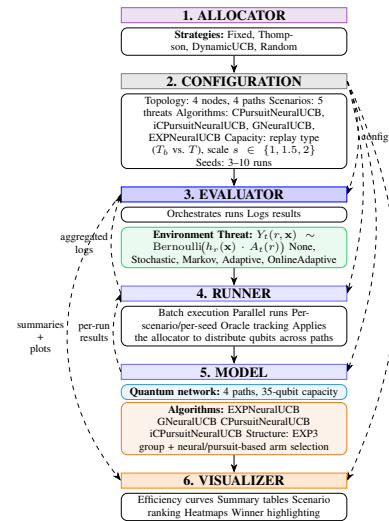 1. ALLOCATOR
Strategies: Fixed, Thomp-
son, DynamicUCB, Random
2. CONFIGURATION
Topology: 4 nodes, 4 paths Scenarios: 5
threats Algorithms: CPursuitNeuralUCB,
iCPursuitNeuralUCB, GNeuralUCB,
EXPNeuralUCB Capacity: replay type
(T_b vs. T), scale s ∈ {1, 1.5, 2}
Seeds: 3–10 runs
config
3. EVALUATOR
Orchestrates runs Logs results
Environment Threat: Y_t(r, x) ∼
Bernoulli(h_r(x) · A_t(r)) None,
Stochastic, Markov, Adaptive, OnlineAdaptive
aggregated
logs
4. RUNNER
Batch execution Parallel runs Per-
scenario/per-seed Oracle tracking Applies
the allocator to distribute qubits across paths
summaries
+
plots
per-run
results
5. MODEL
Quantum network: 4 paths, 35-qubit capacity
Algorithms: EXPNeuralUCB
GNeuralUCB CPursuitNeuralUCB
iCPursuitNeuralUCB Structure: EXP3
group + neural/pursuit-based arm selection
6. VISUALIZER
Efficiency curves Summary tables Scenario
ranking Heatmaps Winner highlighting